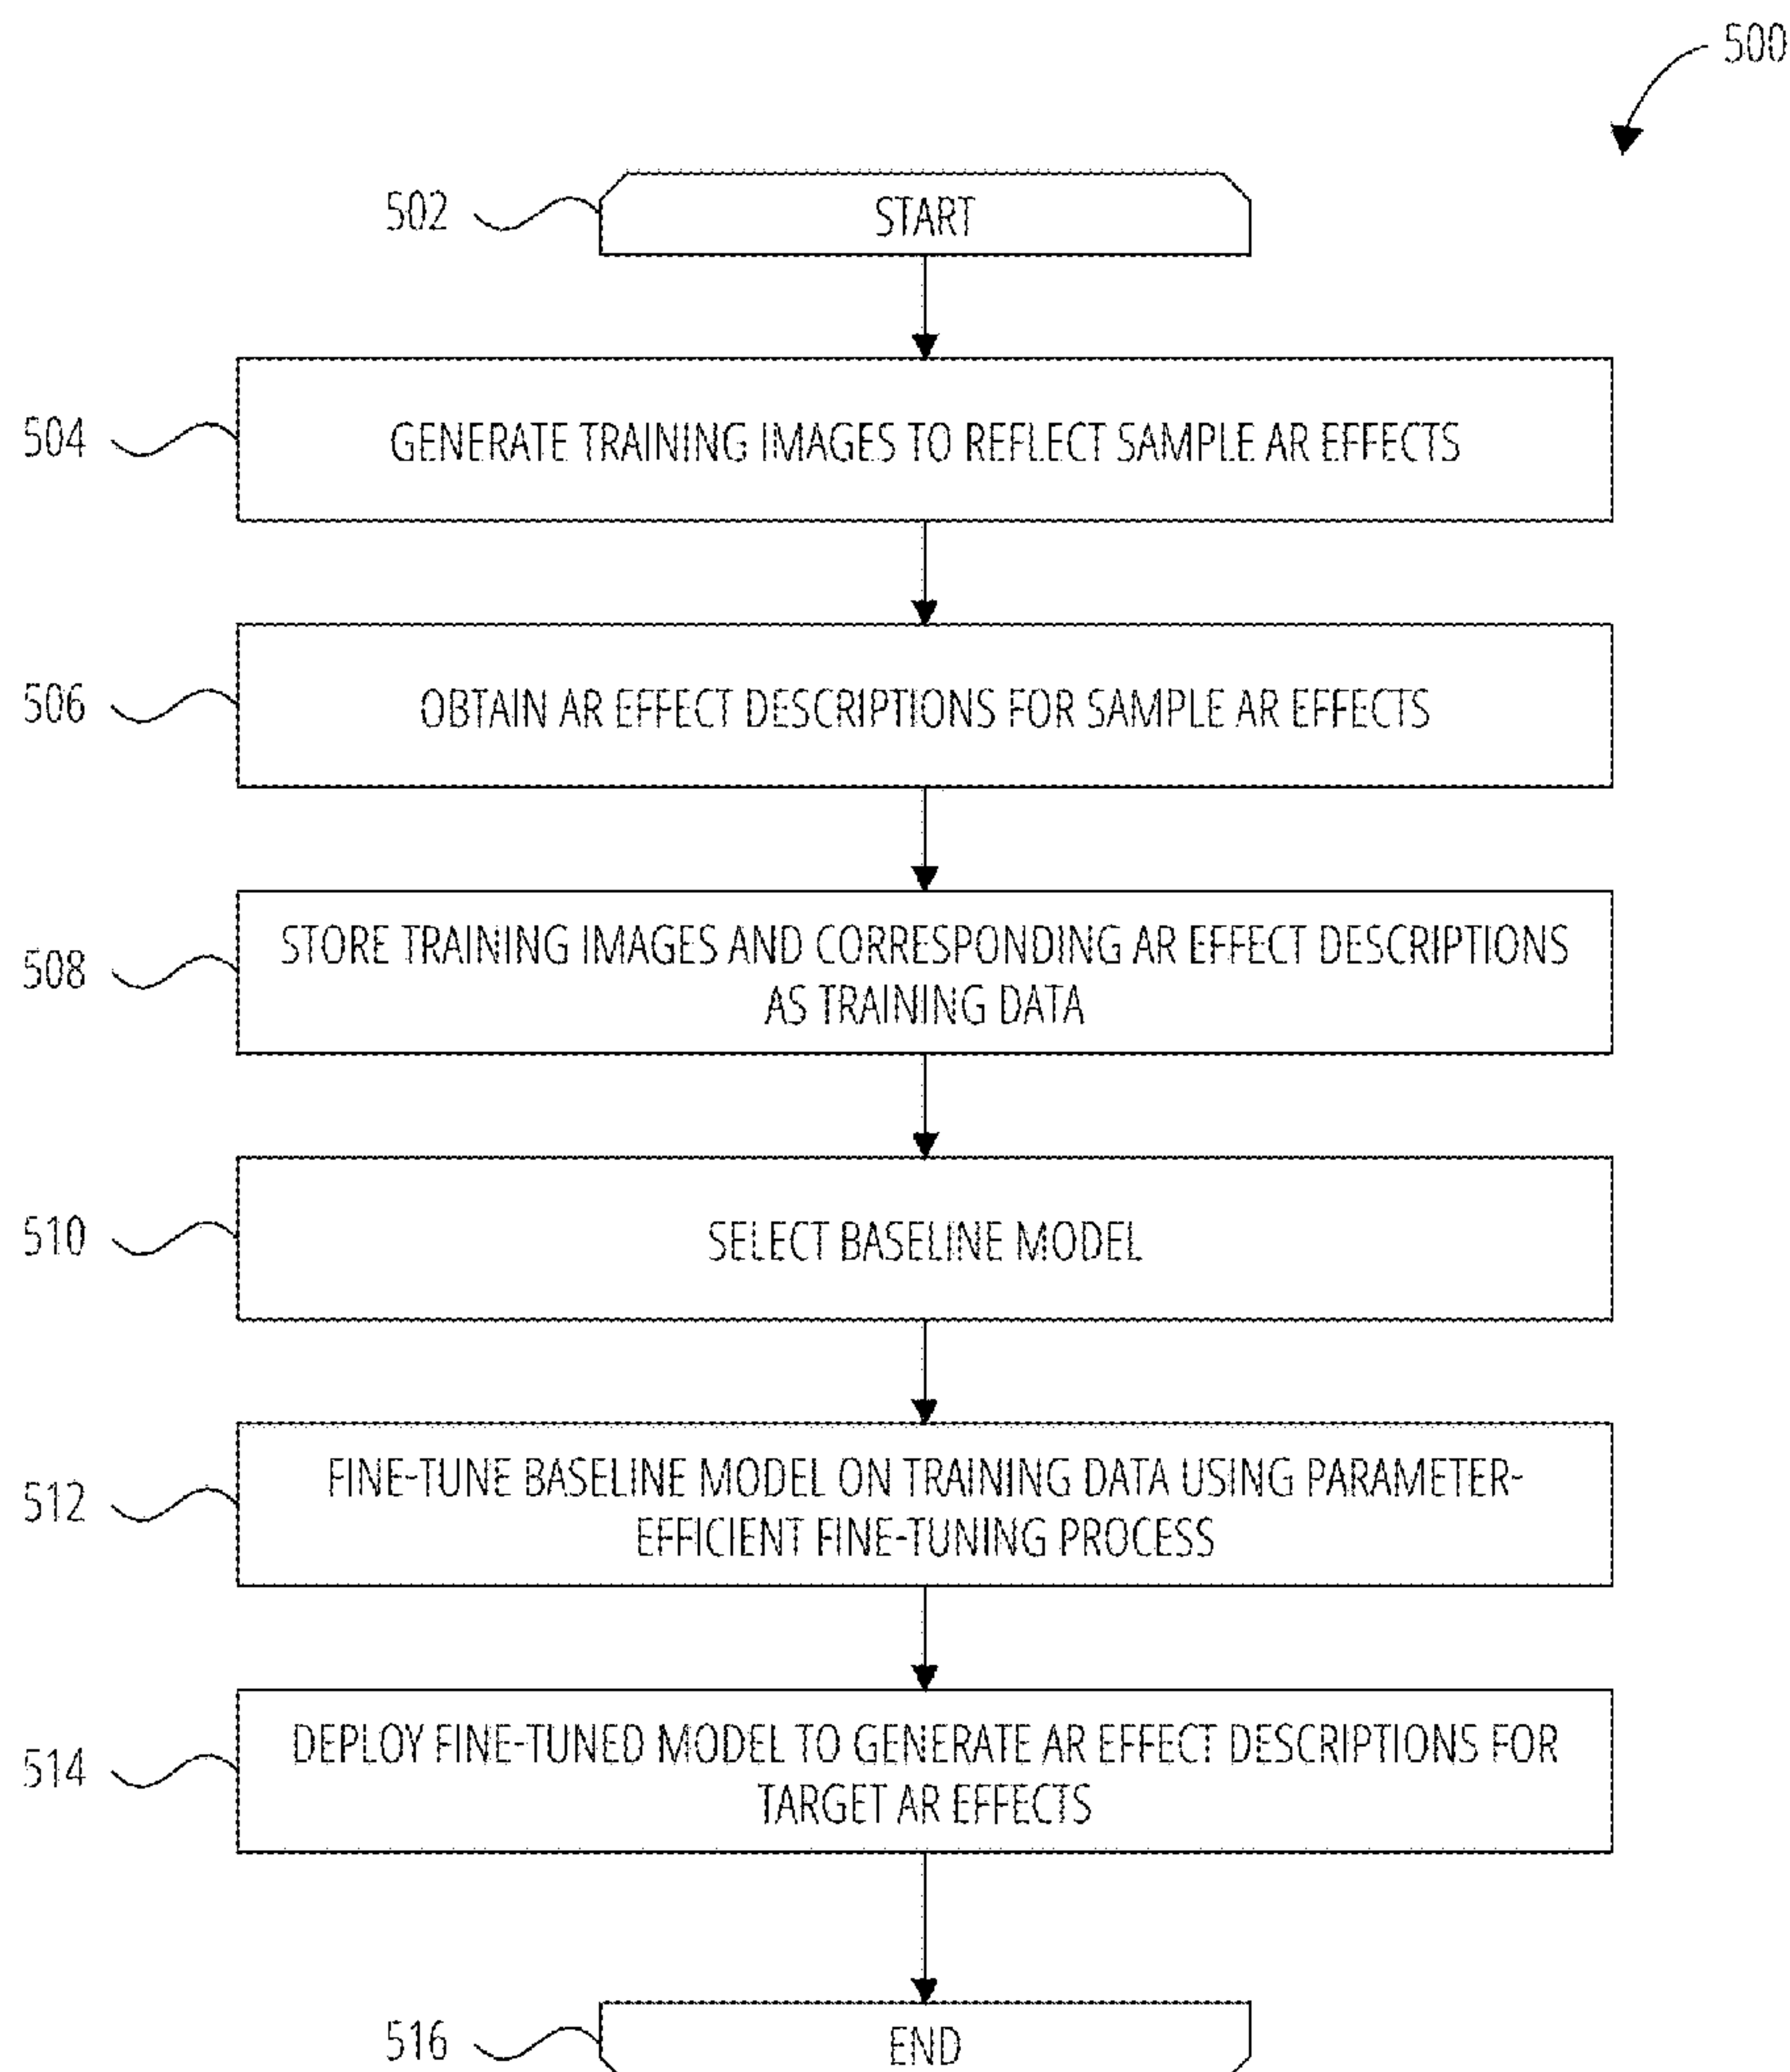 500
502
START
504
GENERATE TRAINING IMAGES TO REFLECT SAMPLE AR EFFECTS
506
OBTAIN AR EFFECT DESCRIPTIONS FOR SAMPLE AR EFFECTS
508
STORE TRAINING IMAGES AND CORRESPONDING AR EFFECT DESCRIPTIONS
AS TRAINING DATA
510
SELECT BASELINE MODEL
512
FINE-TUNE BASELINE MODEL ON TRAINING DATA USING PARAMETER-
EFFICIENT FINE-TUNING PROCESS
514
DEPLOY FINE-TUNED MODEL TO GENERATE AR EFFECT DESCRIPTIONS FOR
TARGET AR EFFECTS
516
END